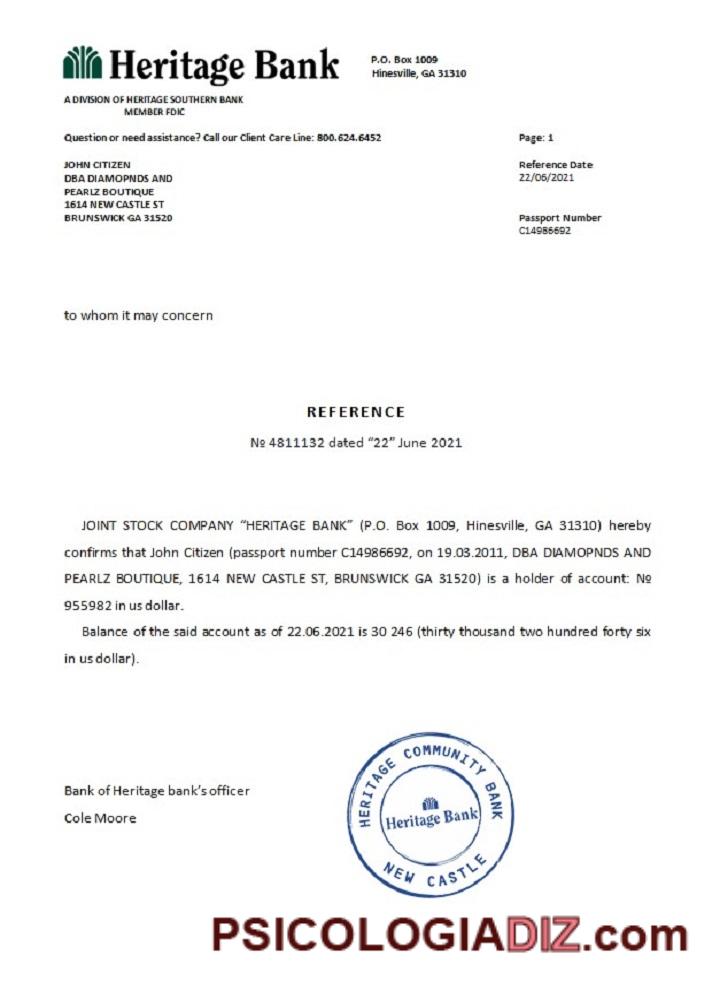 Heritage Bank
P.O. Box 1009
Hinesville, GA 31310
A DIVISION OF HERITAGE SOUTHERN BANK
MEMBER FDIC
Question or need assistance? Call our Client Care Line: 800.624.6452
Page: 1
JOHN CITIZEN
DBA DIAMOPNDS AND
PEARLZ BOUTIQUE
1614 NEW CASTLE ST
BRUNSWICK GA 31520
Reference Date
22/06/2021
Passport Number
C14986692
to whom it may concern
REFERENCE
№ 4811132 dated “22” June 2021
JOINT STOCK COMPANY “HERITAGE BANK” (P.O. Box 1009, Hinesville, GA 31310) hereby
confirms that John Citizen (passport number C14986692, on 19.03.2011, DBA DIAMOPNDS AND
PEARLZ BOUTIQUE, 1614 NEW CASTLE ST, BRUNSWICK GA 31520) is a holder of account: №
955982 in us dollar.
Balance of the said account as of 22.06.2021 is 30 246 (thirty thousand two hundred forty six
in us dollar).
Bank of Heritage bank’s officer
Cole Moore
HERITAGE COMMUNITY BANK
Heritage Bank
NEW CASTLE
PSICOLOGIADIZ.com